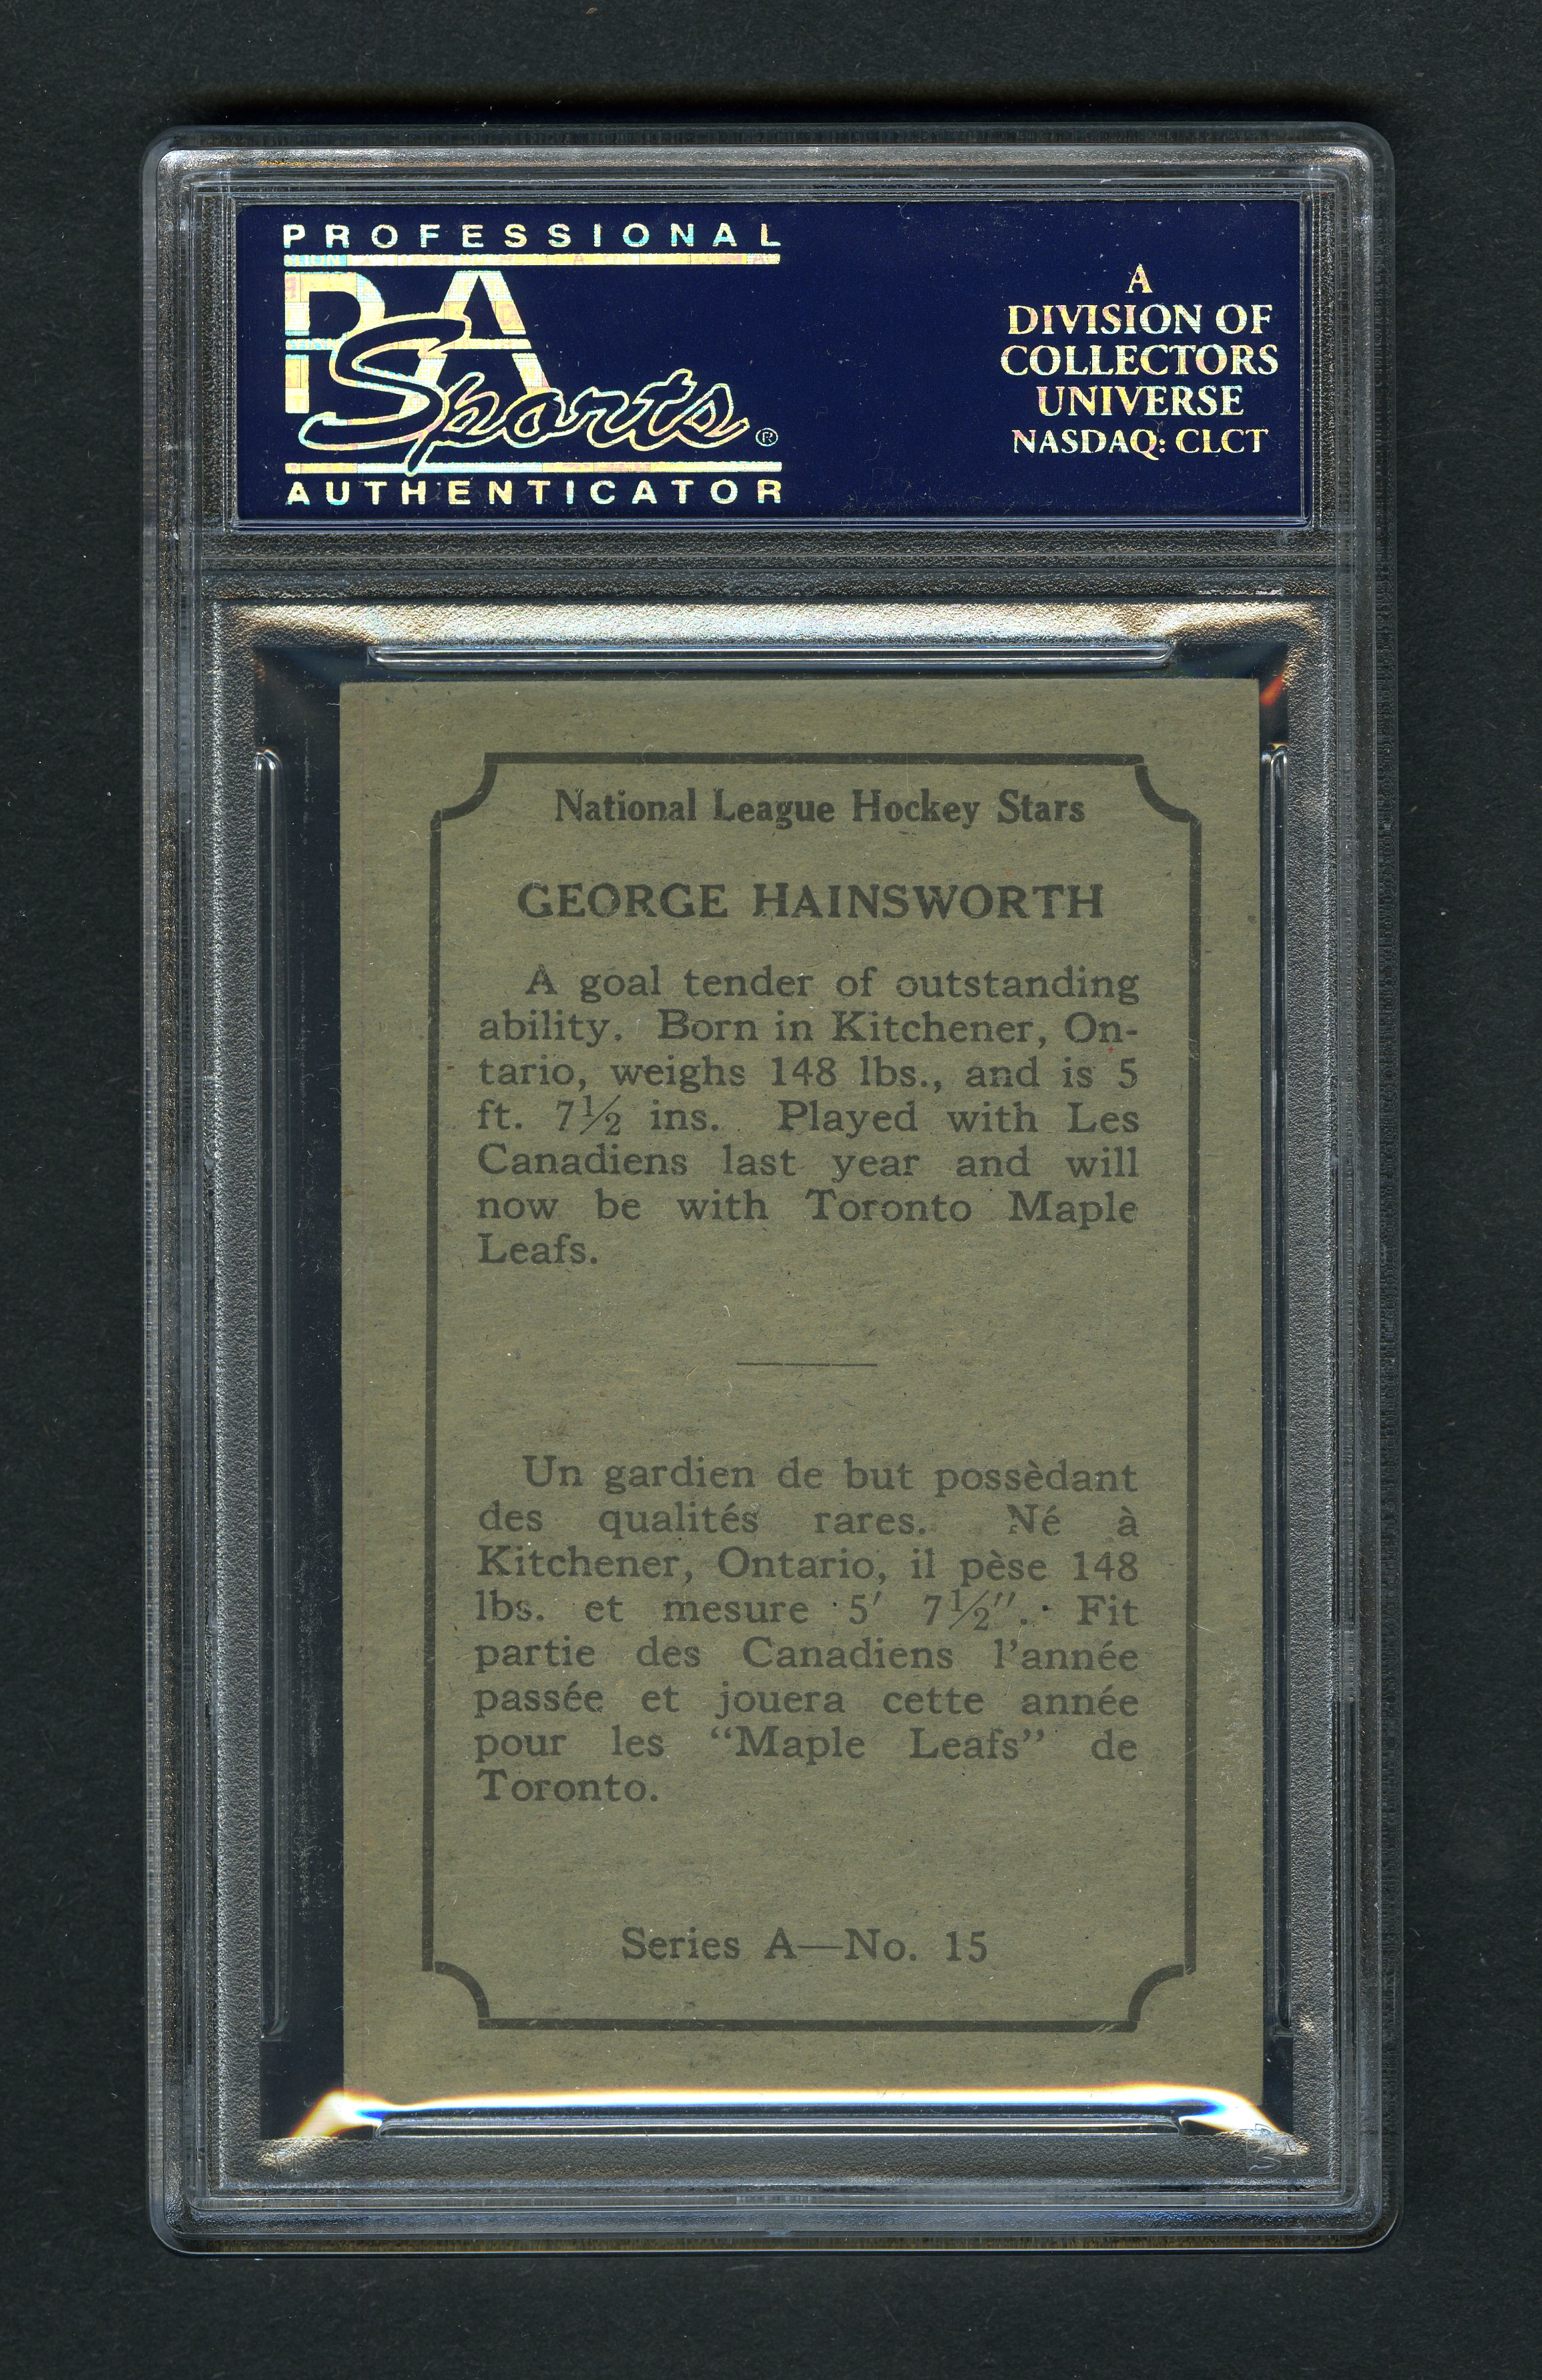 PROFESSIONAL
PSA
Sports®
AUTHENTICATOR
A
DIVISION OF
COLLECTORS
UNIVERSE
NASDAQ: CLCT
National League Hockey Stars
GEORGE HAINSWORTH
A goal tender of outstanding
ability. Born in Kitchener, On-
tario, weighs 148 lbs., and is 5
ft. 7½ ins. Played with Les
Canadiens last year and will
now be with Toronto Maple
Leafs.
Un gardien de but possèdant
des qualités rares. Né à
Kitchener, Ontario, il pèse 148
lbs. et mesure 5′ 7½″. Fit
partie des Canadiens l'année
passée et jouera cette année
pour les “Maple Leafs” de
Toronto.
Series A—No. 15